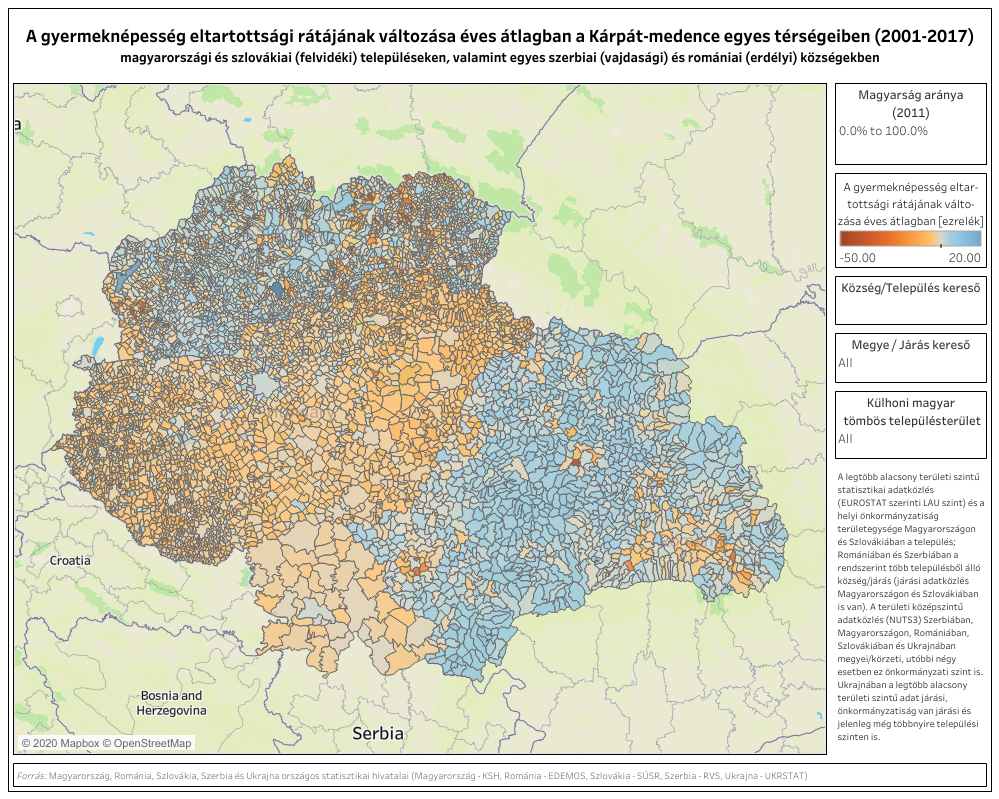 A gyermeknépesség eltartottsági rátájának változása éves átlagban a Kárpát-medence egyes térségeiben (2001-2017)
magyarországi és szlovákiai (felvidéki) településeken, valamint egyes szerbiai (vajdasági) és romániai (erdélyi) községekben
a
Croatia
Bosnia and
Herzegovina
Serbia
© 2020 Mapbox © OpenStreetMap
Magyarság aránya
(2011)
0.0% to 100.0%
A gyermeknépesség eltar-
tottsági rátájának válto-
zása éves átlagban [ezrelék]
-50.00 20.00
Község/Település kereső
Megye / Járás kereső
All
Külhoni magyar
tömbös településterület
All
A legtöbb alacsony területi szintű
statisztikai adatközlés
(EUROSTAT szerinti LAU szint) és a
helyi önkormányzatiság
területegysége Magyarországon
és Szlovákiában a település;
Romániában és Szerbiában a
rendszerint több településből álló
község/járás (járási adatközlés
Magyarországon és Szlovákiában
is van). A területi középszintű
adatközlés (NUTS3) Szerbiában,
Magyarországon, Romániában,
Szlovákiában és Ukrajnában
megyei/körzeti, utóbbi négy
esetben ez önkormányzati szint is.
Ukrajnában a legtöbb alacsony
területi szintű adat járási,
önkormányzatiság van járási és
jelenleg még többnyire települési
szinten is.
Forrás: Magyarország, Románia, Szlovákia, Szerbia és Ukrajna országos statisztikai hivatalai (Magyarország - KSH, Románia - EDEMOS, Szlovákia - SÚSR, Szerbia - RVS, Ukrajna - UKRSTAT)